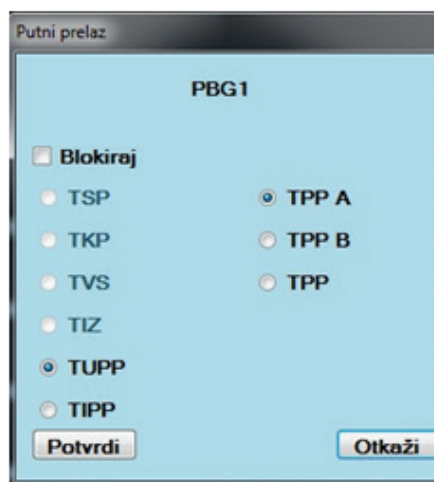 Putni prelaz
PBG1
Blokiraj
TSP
TPP A
TKP
TPP B
TVS
TPP
TIZ
TUPP
TIPP
Potvrdi
Otkaži